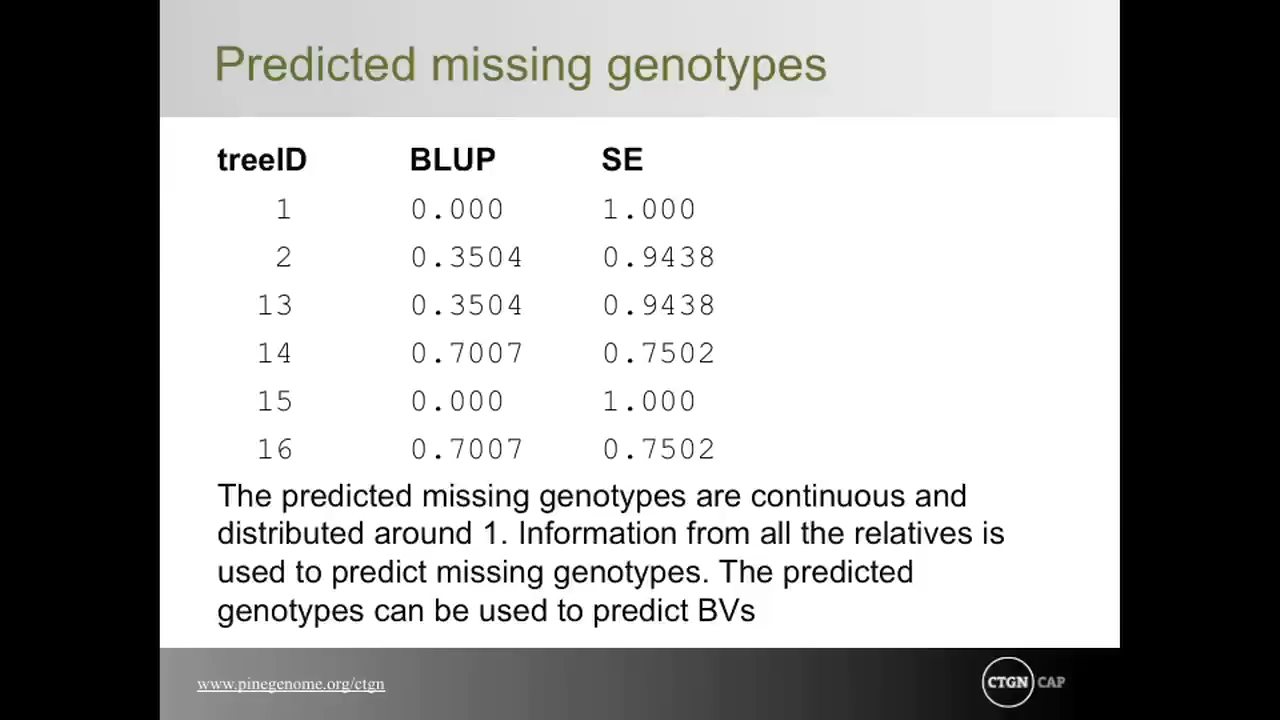 Predicted missing genotypes
treeID BLUP SE
1 0.000 1.000
2 0.3504 0.9438
13 0.3504 0.9438
14 0.7007 0.7502
15 0.000 1.000
16 0.7007 0.7502
The predicted missing genotypes are continuous and
distributed around 1. Information from all the relatives is
used to predict missing genotypes. The predicted
genotypes can be used to predict BVs
www.pinegenome.org/ctgn
CTGN CAP